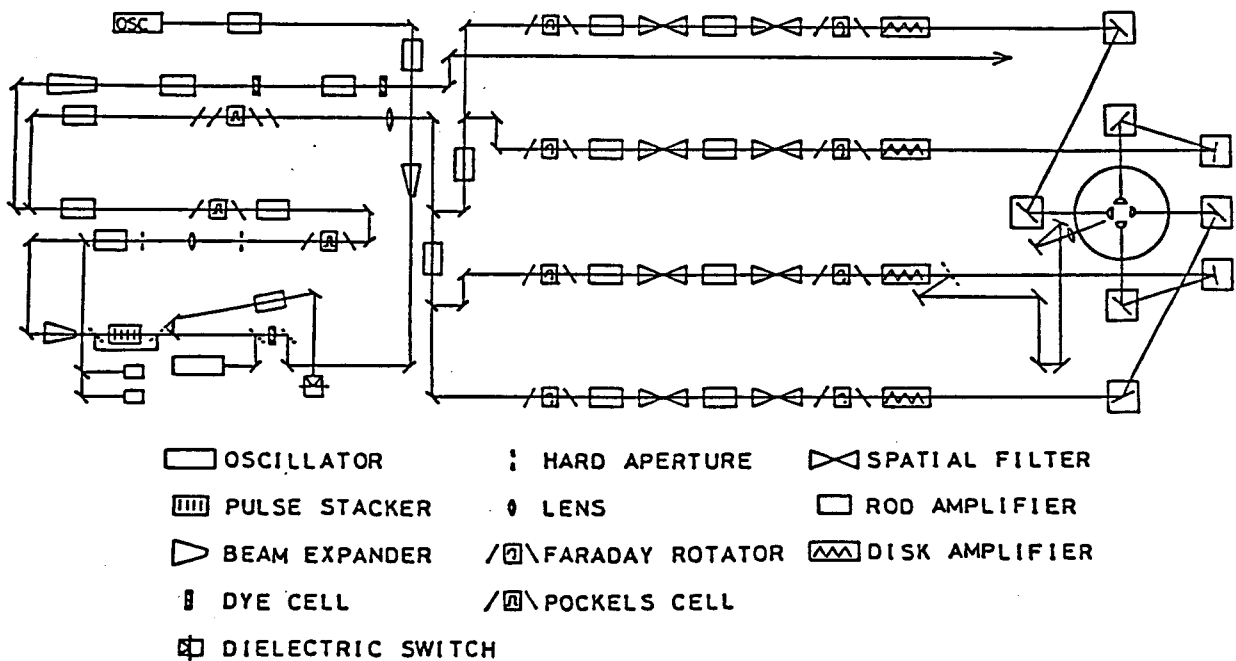 OSC
OSCILLATOR
HARD APERTURE
SPATIAL FILTER
PULSE STACKER
LENS
ROD AMPLIFIER
BEAM EXPANDER
FARADAY ROTATOR
DISK AMPLIFIER
DYE CELL
POCKELS CELL
DIELECTRIC SWITCH